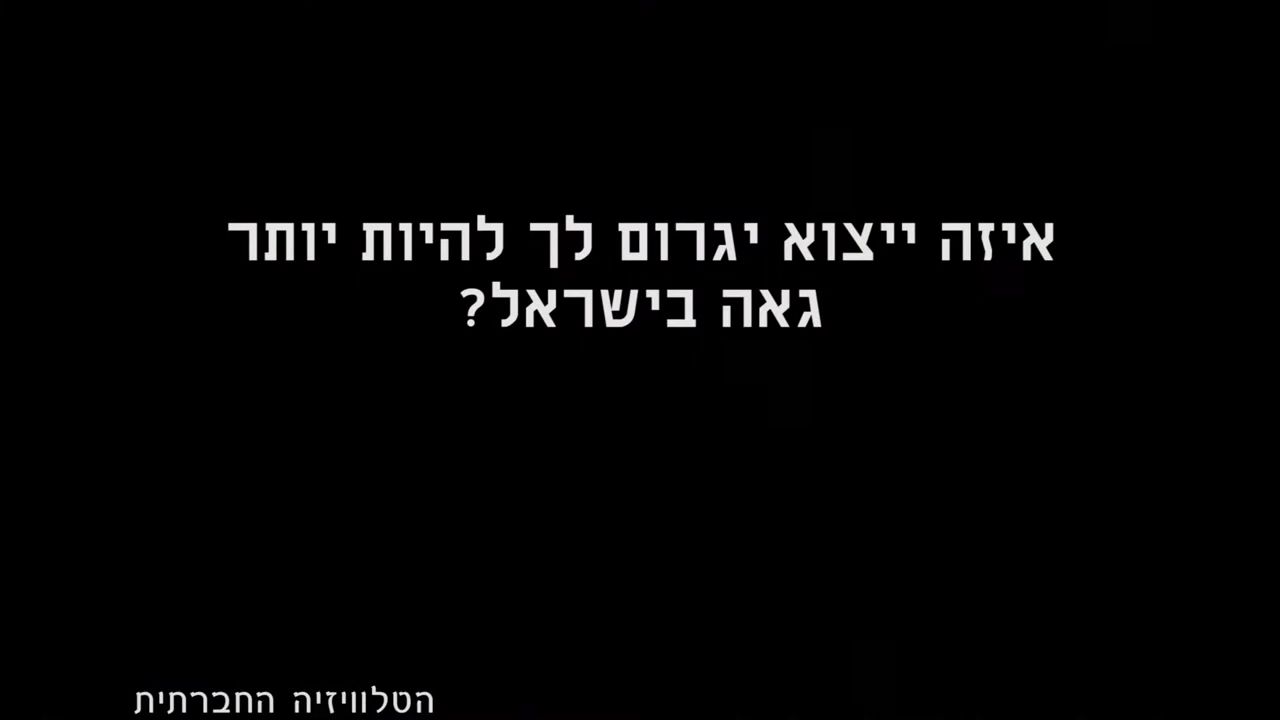 איזה ייצוא יגרום לך להיות יותר
גאה בישראל?
הטלוויזיה החברתית